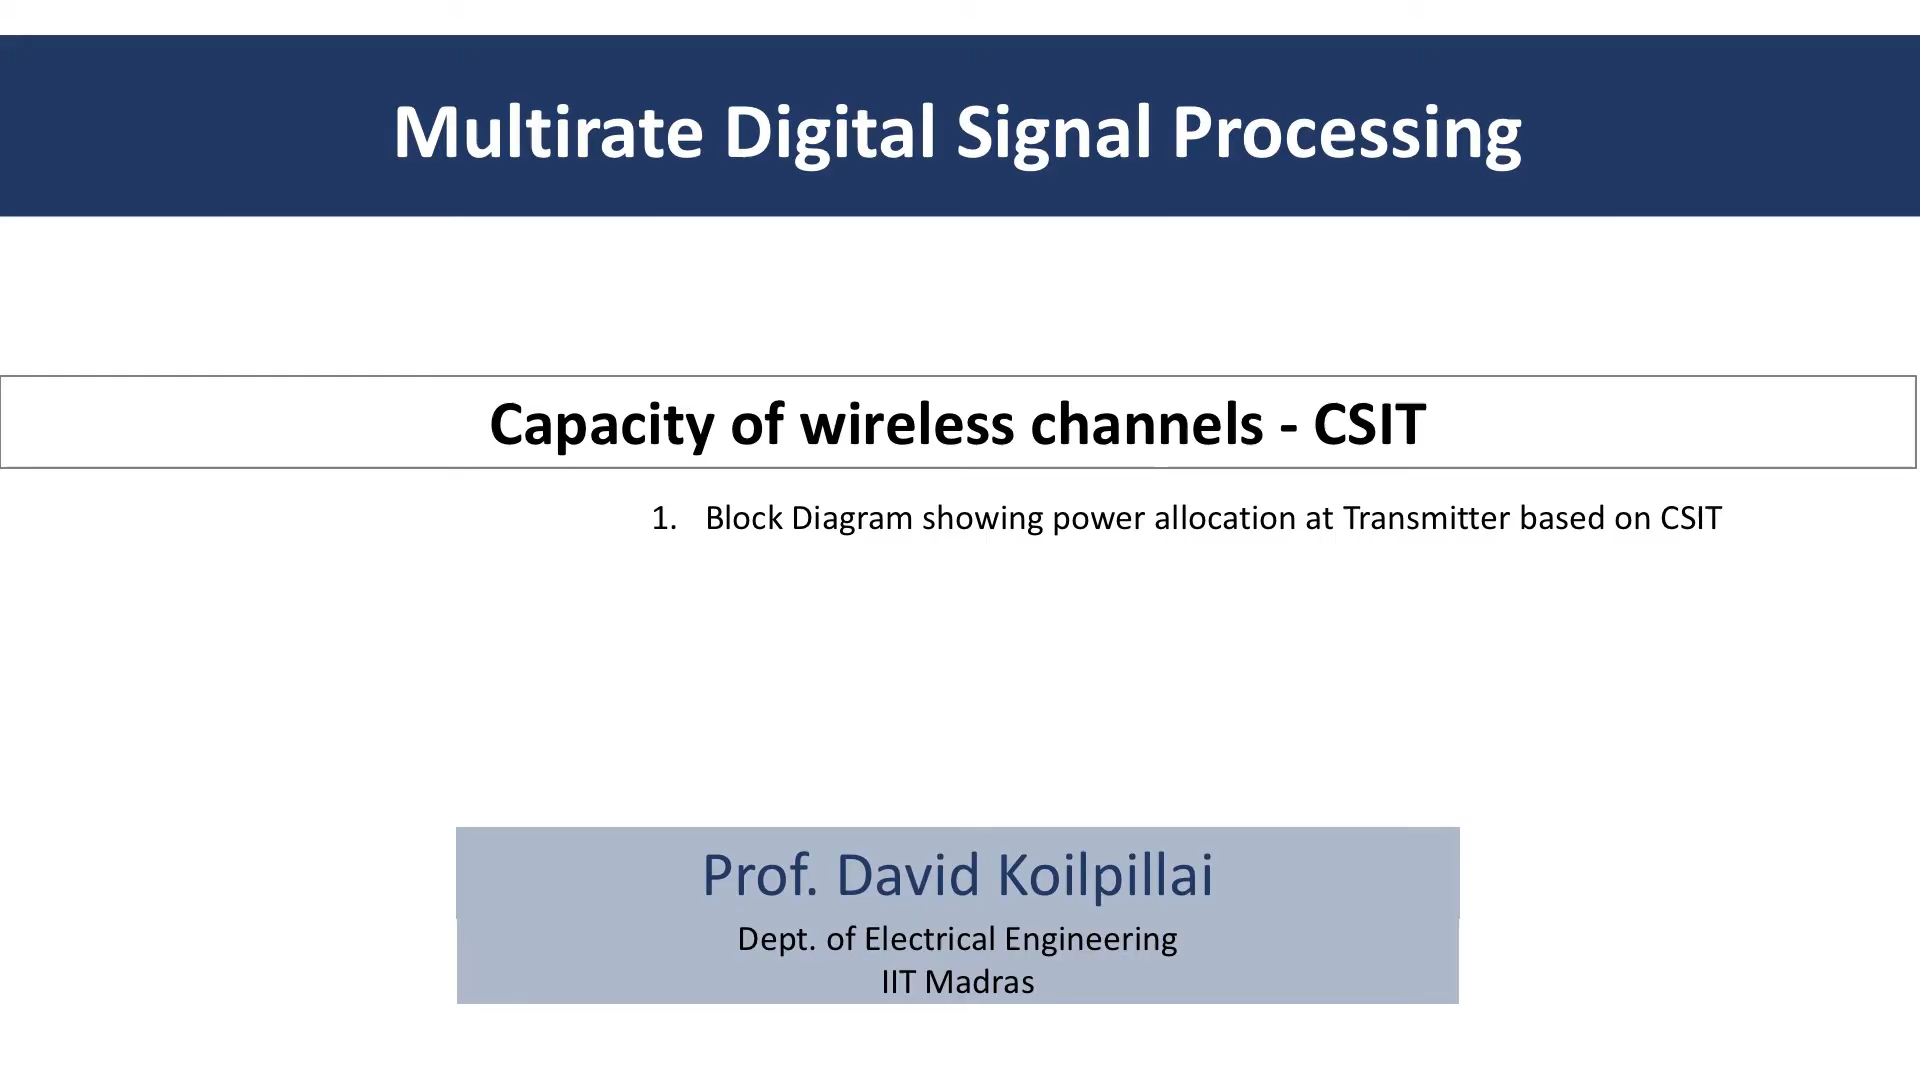 Multirate Digital Signal Processing
Capacity of wireless channels - CSIT
1. Block Diagram showing power allocation at Transmitter based on CSIT
Prof. David Koilpillai
Dept. of Electrical Engineering
IIT Madras